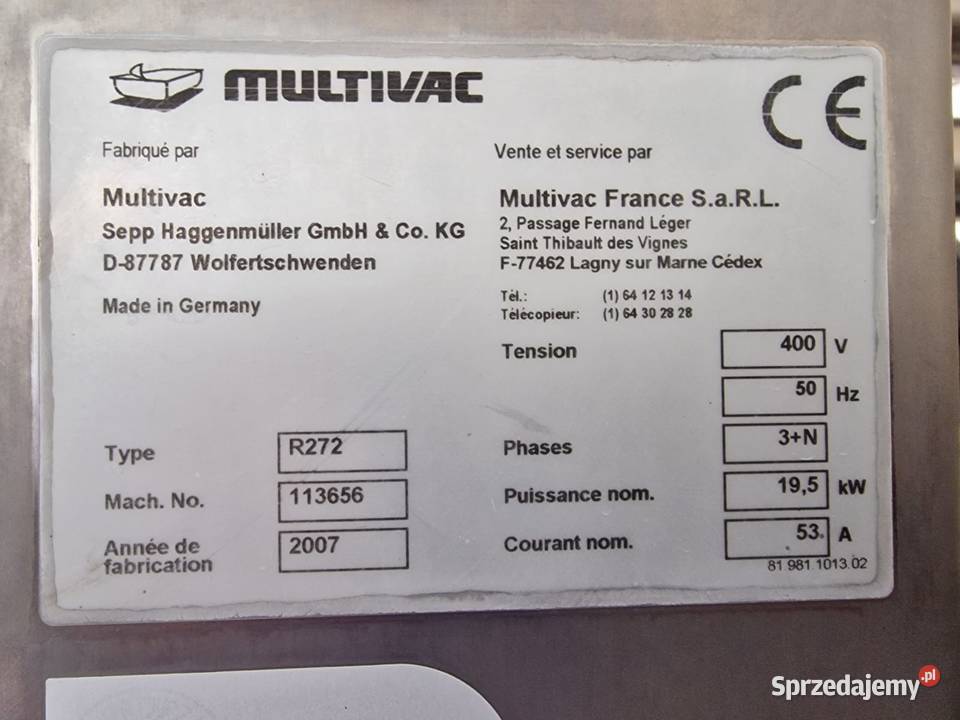 MULTIVAC
CE
Fabriqué par
Multivac
Sepp Haggenmüller GmbH & Co. KG
D-87787 Wolfertschwenden
Made in Germany
Vente et service par
Multivac France S.a.R.L.
2, Passage Fernand Léger
Saint Thibault des Vignes
F-77462 Lagny sur Marne Cédex
Tél.: (1) 64 12 13 14
Télécopieur: (1) 64 30 28 28
Tension 400 V
50 Hz
Phases 3+N
Puissance nom. 19,5 kW
Courant nom. 53 A
81 981.1013.02
Type R272
Mach. No. 113656
Année de
fabrication 2007
Sprzedajemy.pl